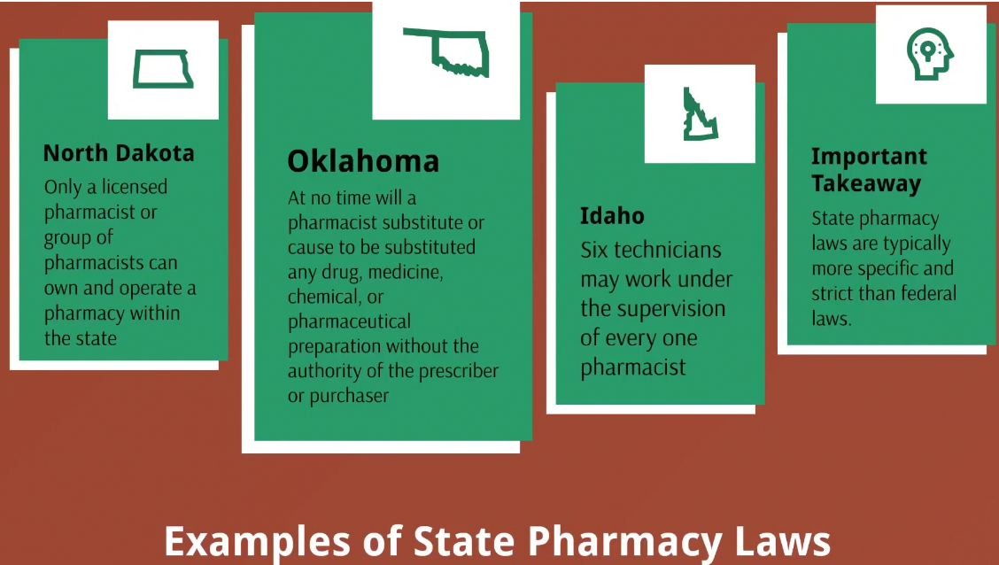 North Dakota
Only a licensed
pharmacist or
group of
pharmacists can
own and operate a
pharmacy within
the state
Oklahoma
At no time will a
pharmacist substitute or
cause to be substituted
any drug, medicine,
chemical, or
pharmaceutical
preparation without the
authority of the prescriber
or purchaser
Idaho
Six technicians
may work under
the supervision
of every one
pharmacist
Important
Takeaway
State pharmacy
laws are typically
more specific and
strict than federal
laws.
Examples of State Pharmacy Laws